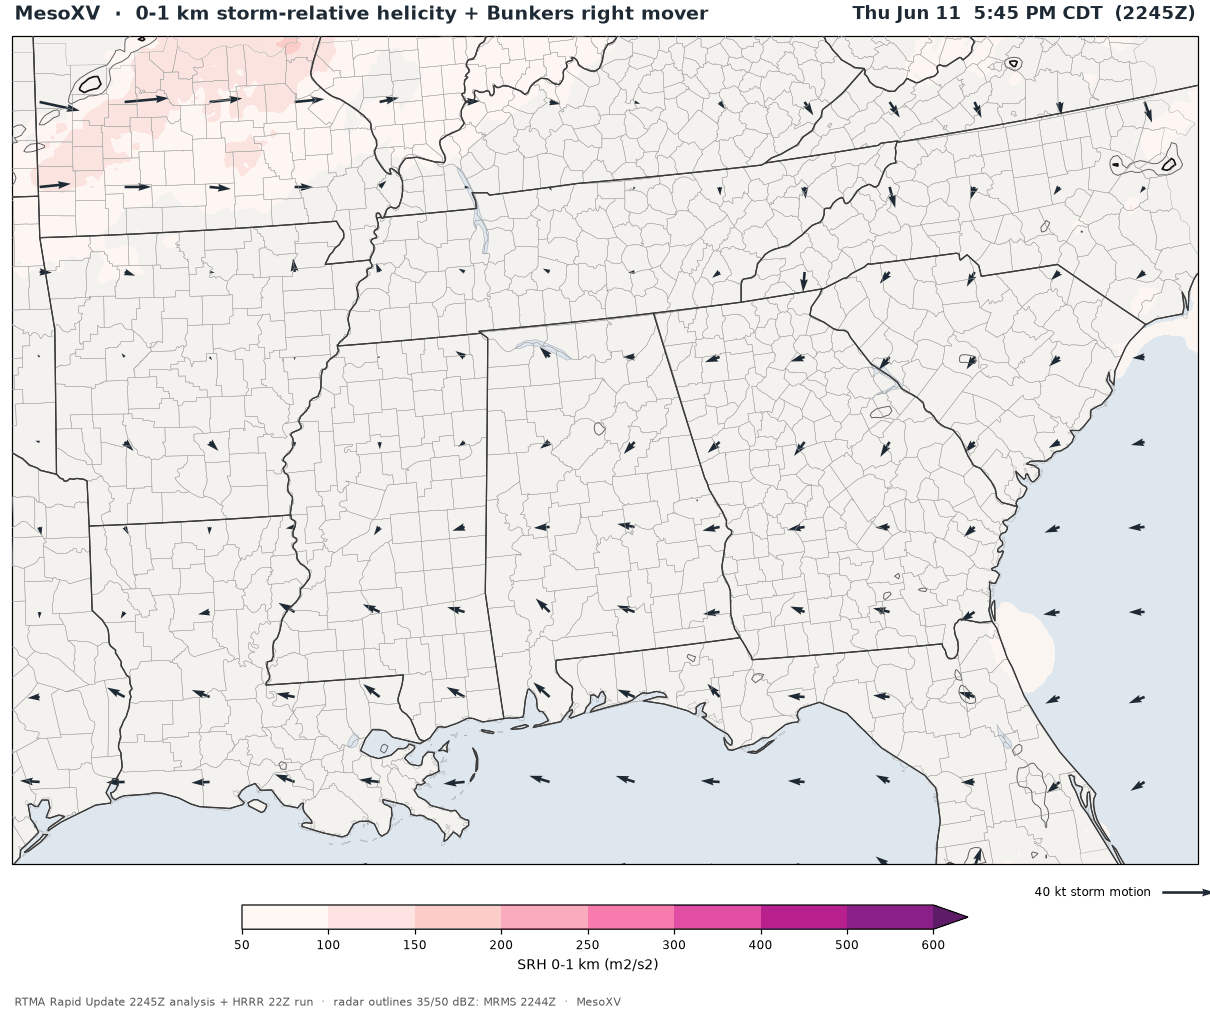 MesoXV · 0-1 km storm-relative helicity + Bunkers right mover
Thu Jun 11 5:45 PM CDT (2245Z)
40 kt storm motion
50 100 150 200 250 300 400 500 600
SRH 0-1 km (m2/s2)
RTMA Rapid Update 2245Z analysis + HRRR 22Z run · radar outlines 35/50 dBZ: MRMS 2244Z · MesoXV